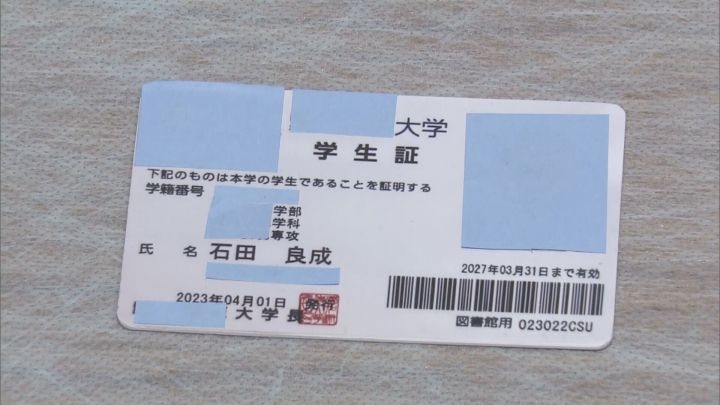 大学
学生証
下記のものは本学の学生であることを証明する
学籍番号
学部
学科
専攻
氏 名 石田 良成
2027年03月31日まで有効
2023年04月01日 発行
大学長
図書館用 023022CSU